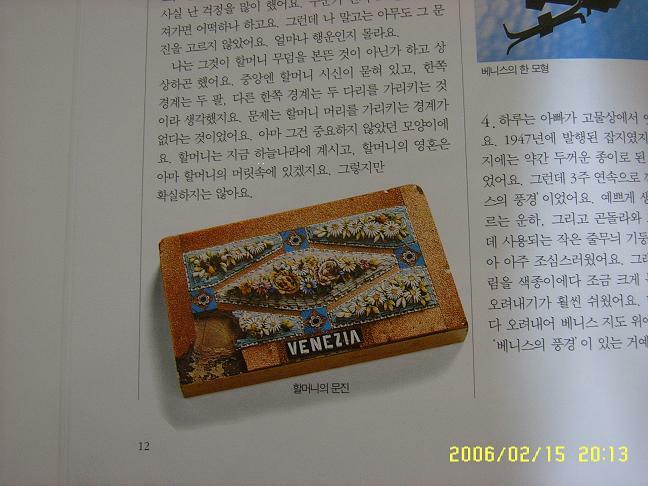 사실 난 걱정을 많이 했어요.
져가면 어떡하나 하고요. 그런데 나 말고는 아무도 그 문
진을 고르지 않았어요. 얼마나 행운인지 몰라요.
나는 그것이 할머니 무덤을 본뜬 것이 아닌가 하고 상
상하곤 했어요. 중앙엔 할머니 시신이 묻혀 있고, 한쪽
경계는 두 팔, 다른 한쪽 경계는 두 다리를 가리키는 것
이라 생각했지요. 문제는 할머니 머리를 가리키는 경계가
없다는 것이었어요. 아마 그건 중요하지 않았던 모양이에
요. 할머니는 지금 하늘나라에 계시고, 할머니의 영혼은
아마 할머니의 머릿속에 있겠지요. 그렇지만
확실하지는 않아요.
VENEZIA
할머니의 문진
12
베니스의 한 모형
4. 하루는 아빠가 고물상에서
요. 1947년에 발행된 잡지였지
지에는 약간 두꺼운 종이로 된
었어요. 그런데 3주 연속으로
스의 풍경'이었어요. 예쁘게
르는 운하, 그리고 곤돌라와
데 사용되는 작은 줄무늬 기둥
아 아주 조심스러웠어요.
림을 색종이에다 조금 크게
오려내기가 훨씬 쉬웠어요.
다 오려내어 베니스 지도 위에
'베니스의 풍경'이 있는 거예
2006/02/15 20:13